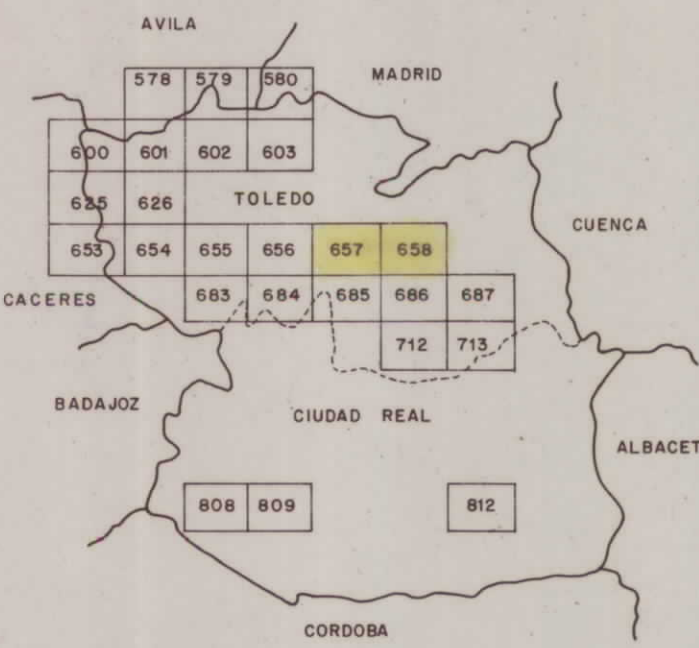 AVILA
MADRID
578 579 580
600 601 602 603
625 626 TOLEDO
CUENCA
653 654 655 656 657 658
CACERES 683 684 685 686 687
712 713
BADAJOZ
CIUDAD REAL
ALBACET
808 809 812
CORDOBA